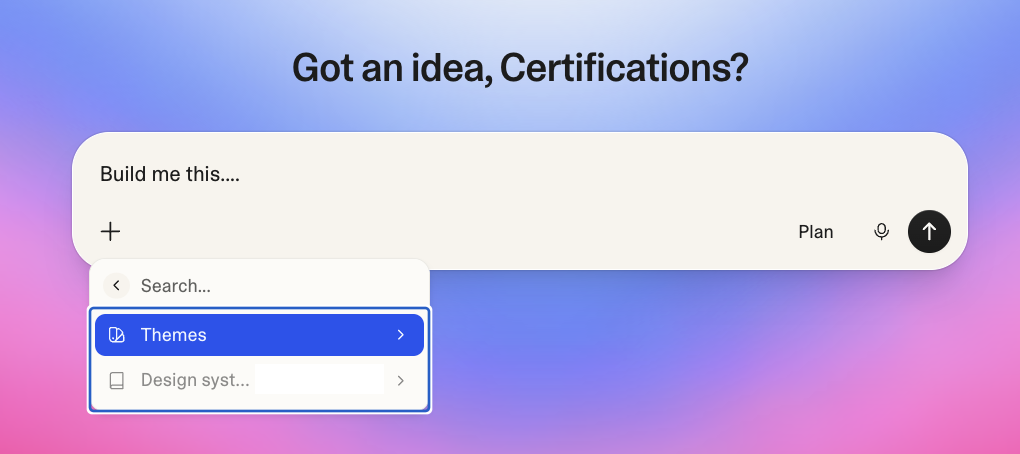 Got an idea, Certifications?
Build me this....
Plan
Search...
Themes
Design syst...